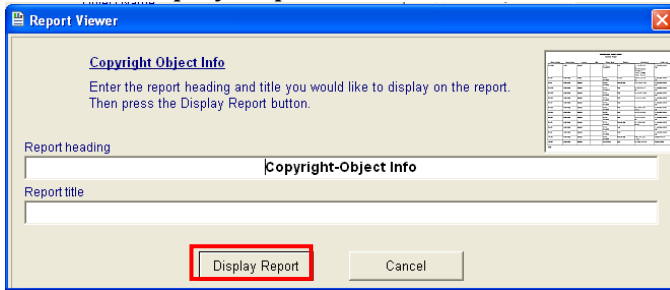 Report Viewer
Copyright Object Info
Enter the report heading and title you would like to display on the report.
Then press the Display Report button.
Report heading
Copyright-Object Info
Report title
Display Report
Cancel